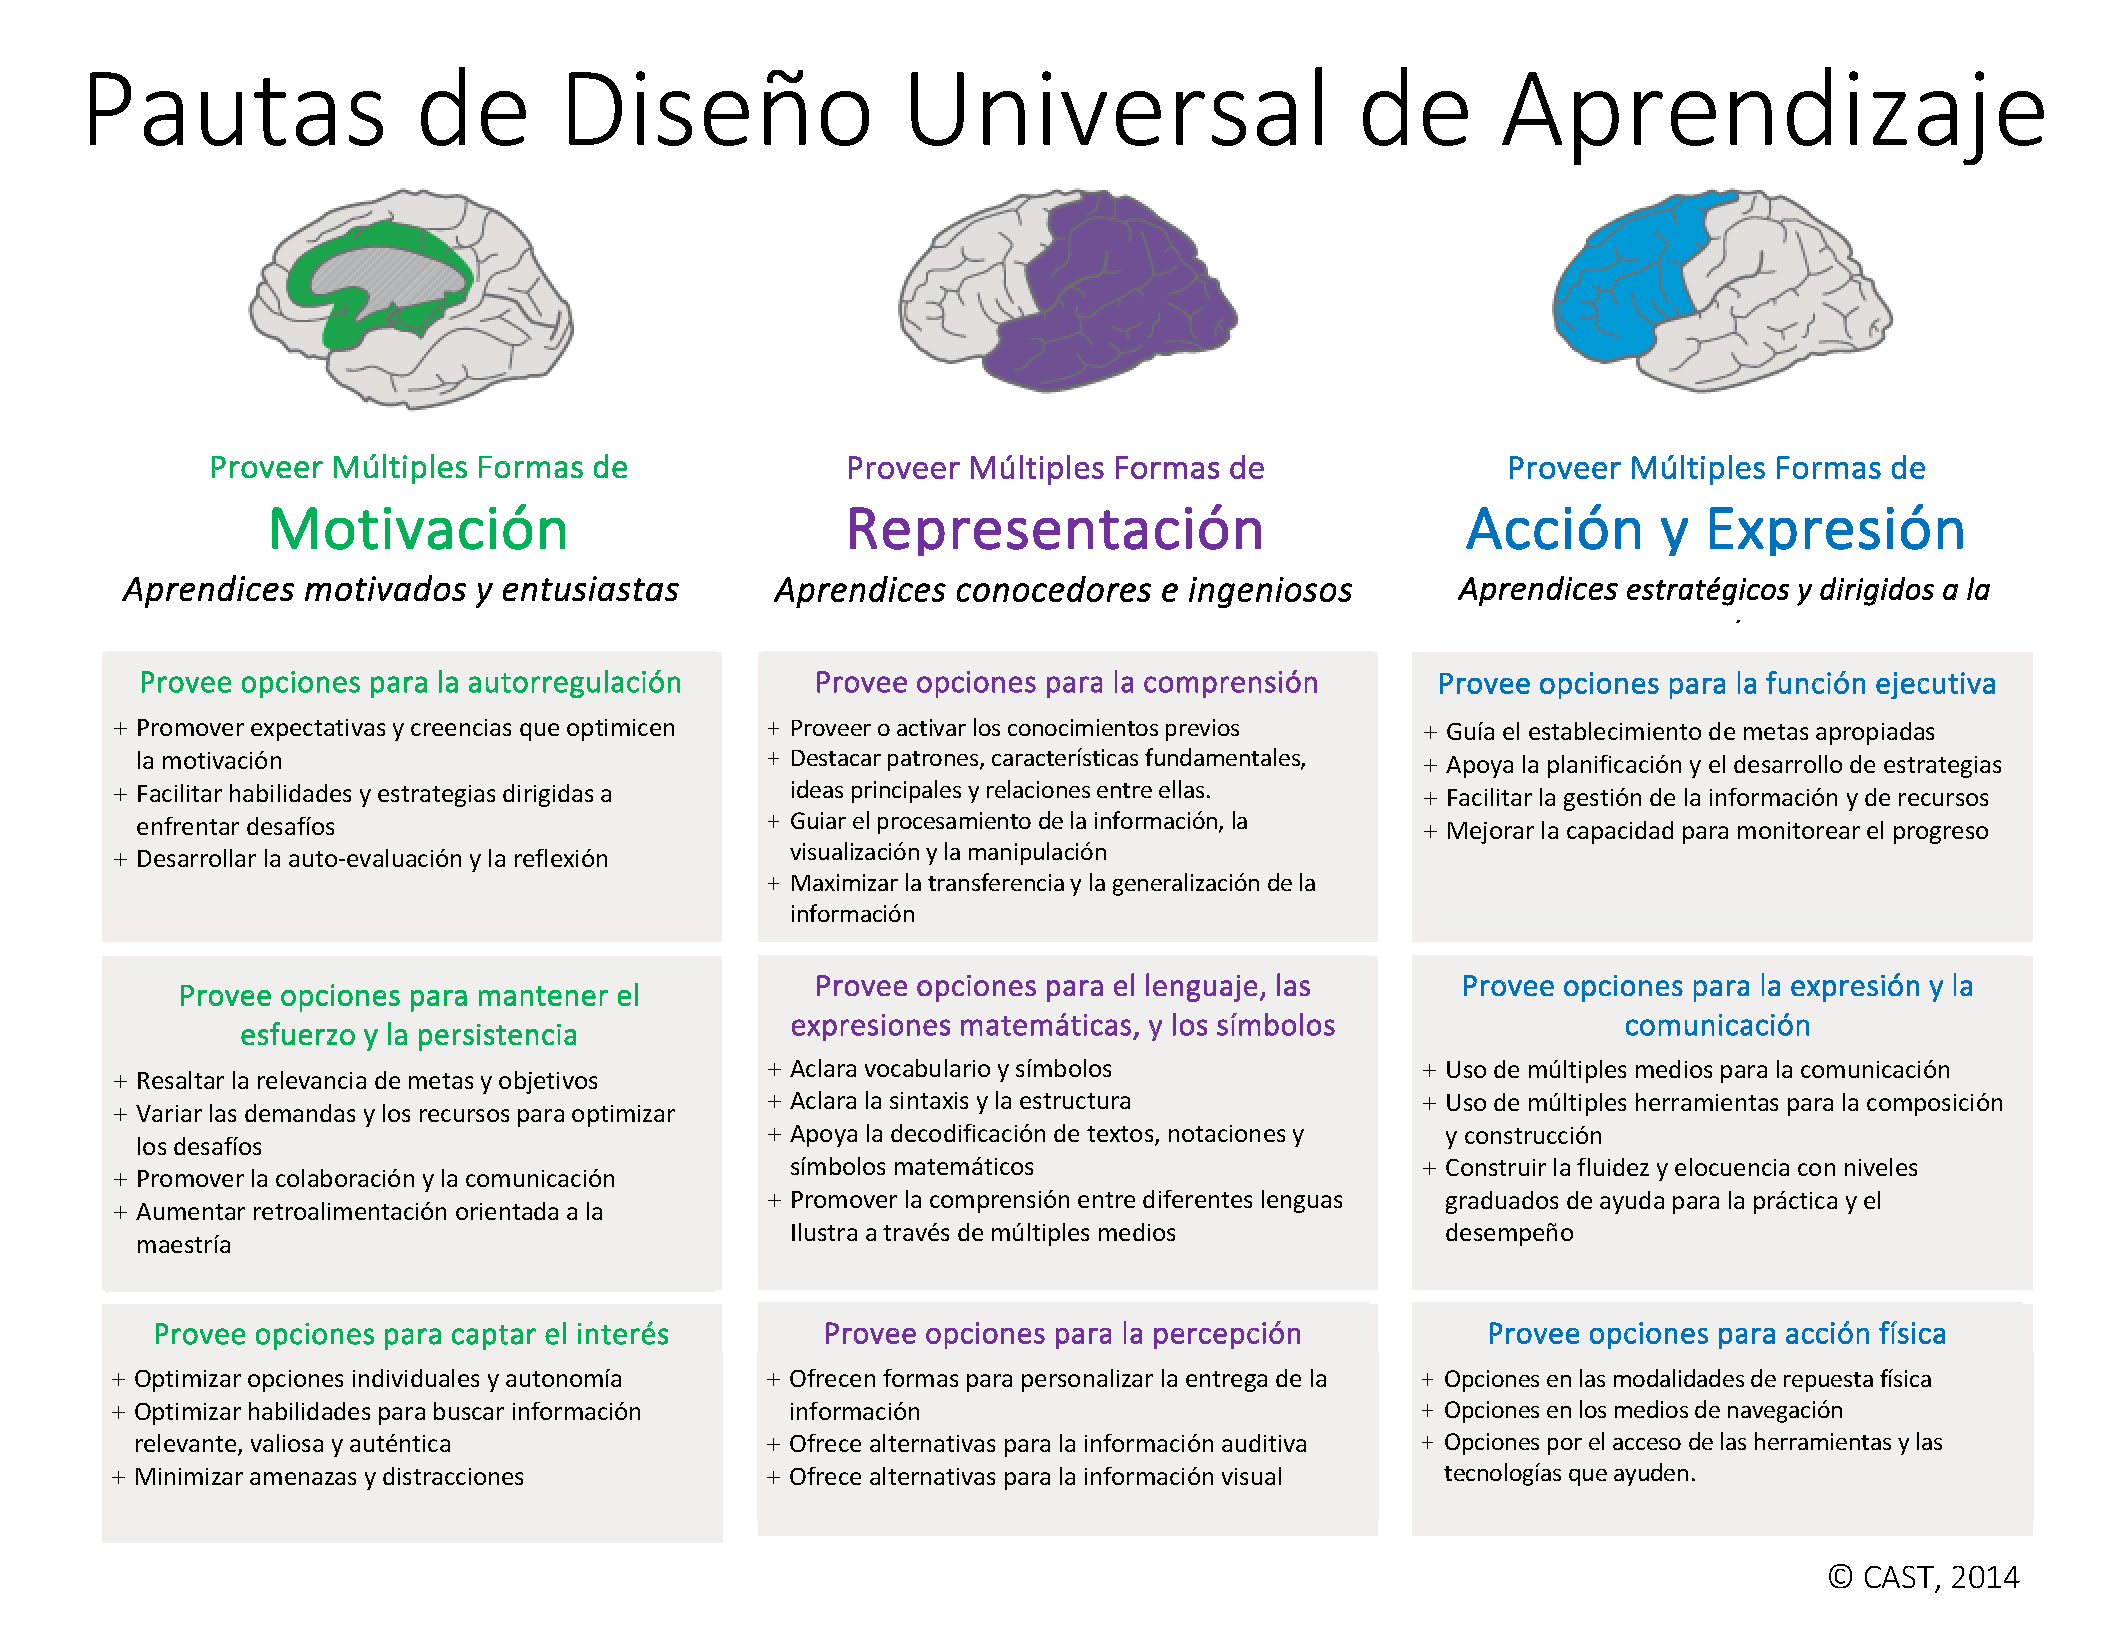 Pautas de Diseño Universal de Aprendizaje
Proveer Múltiples Formas de
Motivación
Aprendices motivados y entusiastas
Provee opciones para la autorregulación
+ Promover expectativas y creencias que optimicen
la motivación
+ Facilitar habilidades y estrategias dirigidas a
enfrentar desafíos
+ Desarrollar la auto-evaluación y la reflexión
Provee opciones para mantener el
esfuerzo y la persistencia
+ Resaltar la relevancia de metas y objetivos
+ Variar las demandas y los recursos para optimizar
los desafíos
+ Promover la colaboración y la comunicación
+ Aumentar retroalimentación orientada a la
maestría
Provee opciones para captar el interés
+ Optimizar opciones individuales y autonomía
+ Optimizar habilidades para buscar información
relevante, valiosa y auténtica
+ Minimizar amenazas y distracciones
Proveer Múltiples Formas de
Representación
Aprendices conocedores e ingeniosos
Provee opciones para la comprensión
+ Proveer o activar los conocimientos previos
+ Destacar patrones, características fundamentales,
ideas principales y relaciones entre ellas.
+ Guiar el procesamiento de la información, la
visualización y la manipulación
+ Maximizar la transferencia y la generalización de la
información
Provee opciones para el lenguaje, las
expresiones matemáticas, y los símbolos
+ Aclara vocabulario y símbolos
+ Aclara la sintaxis y la estructura
+ Apoya la decodificación de textos, notaciones y
símbolos matemáticos
+ Promover la comprensión entre diferentes lenguas
Ilustra a través de múltiples medios
Provee opciones para la percepción
+ Ofrecen formas para personalizar la entrega de la
información
+ Ofrece alternativas para la información auditiva
+ Ofrece alternativas para la información visual
Proveer Múltiples Formas de
Acción y Expresión
Aprendices estratégicos y dirigidos a la
Provee opciones para la función ejecutiva
+ Guía el establecimiento de metas apropiadas
+ Apoya la planificación y el desarrollo de estrategias
+ Facilitar la gestión de la información y de recursos
+ Mejorar la capacidad para monitorear el progreso
Provee opciones para la expresión y la
comunicación
+ Uso de múltiples medios para la comunicación
+ Uso de múltiples herramientas para la composición
y construcción
+ Construir la fluidez y elocuencia con niveles
graduados de ayuda para la práctica y el
desempeño
Provee opciones para acción física
+ Opciones en las modalidades de repuesta física
+ Opciones en los medios de navegación
+ Opciones por el acceso de las herramientas y las
tecnologías que ayuden.
© CAST, 2014